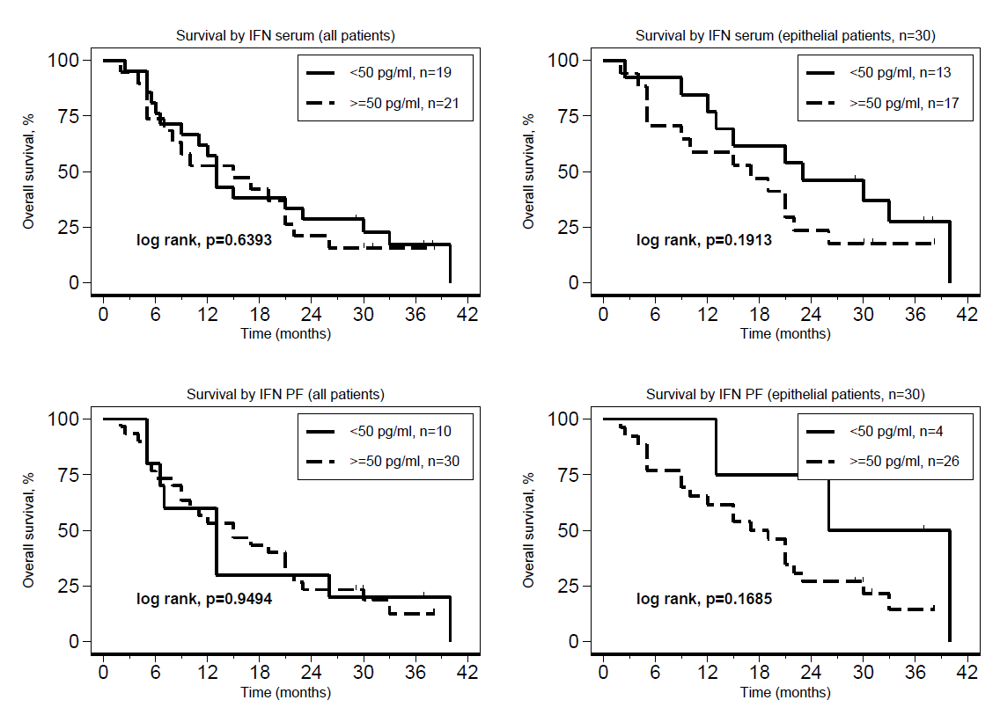 Survival by IFN serum (all patients)
Overall survival, %
100
75
50
25
0
<50 pg/ml, n=19
>=50 pg/ml, n=21
log rank, p=0.6393
0 6 12 18 24 30 36 42
Time (months)
Survival by IFN serum (epithelial patients, n=30)
Overall survival, %
100
75
50
25
0
<50 pg/ml, n=13
>=50 pg/ml, n=17
log rank, p=0.1913
0 6 12 18 24 30 36 42
Time (months)
Survival by IFN PF (all patients)
Overall survival, %
100
75
50
25
0
<50 pg/ml, n=10
>=50 pg/ml, n=30
log rank, p=0.9494
0 6 12 18 24 30 36 42
Time (months)
Survival by IFN PF (epithelial patients, n=30)
Overall survival, %
100
75
50
25
0
<50 pg/ml, n=4
>=50 pg/ml, n=26
log rank, p=0.1685
0 6 12 18 24 30 36 42
Time (months)